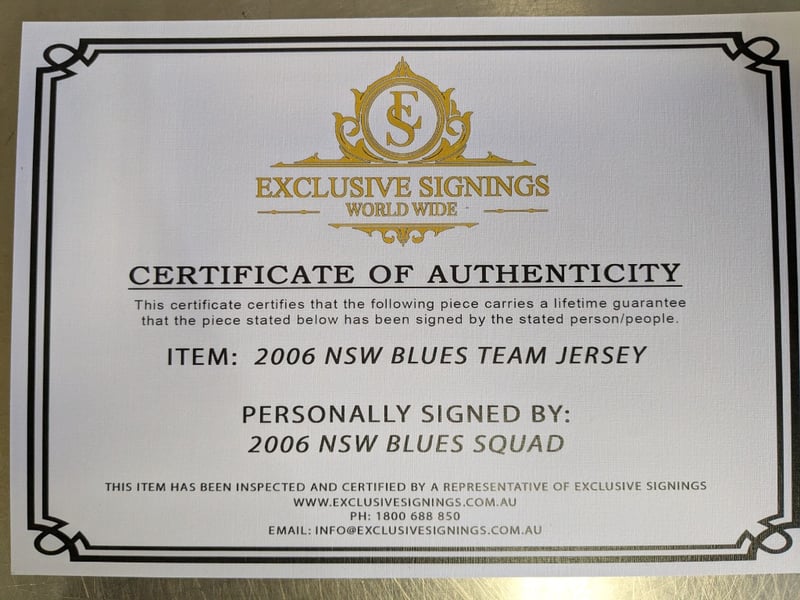 ES
EXCLUSIVE SIGNINGS
WORLD WIDE
CERTIFICATE OF AUTHENTICITY
This certificate certifies that the following piece carries a lifetime guarantee
that the piece stated below has been signed by the stated person/people.
ITEM: 2006 NSW BLUES TEAM JERSEY
PERSONALLY SIGNED BY:
2006 NSW BLUES SQUAD
THIS ITEM HAS BEEN INSPECTED AND CERTIFIED BY A REPRESENTATIVE OF EXCLUSIVE SIGNINGS
WWW.EXCLUSIVESIGNINGS.COM.AU
PH: 1800 688 850
EMAIL: INFO@EXCLUSIVESIGNINGS.COM.AU